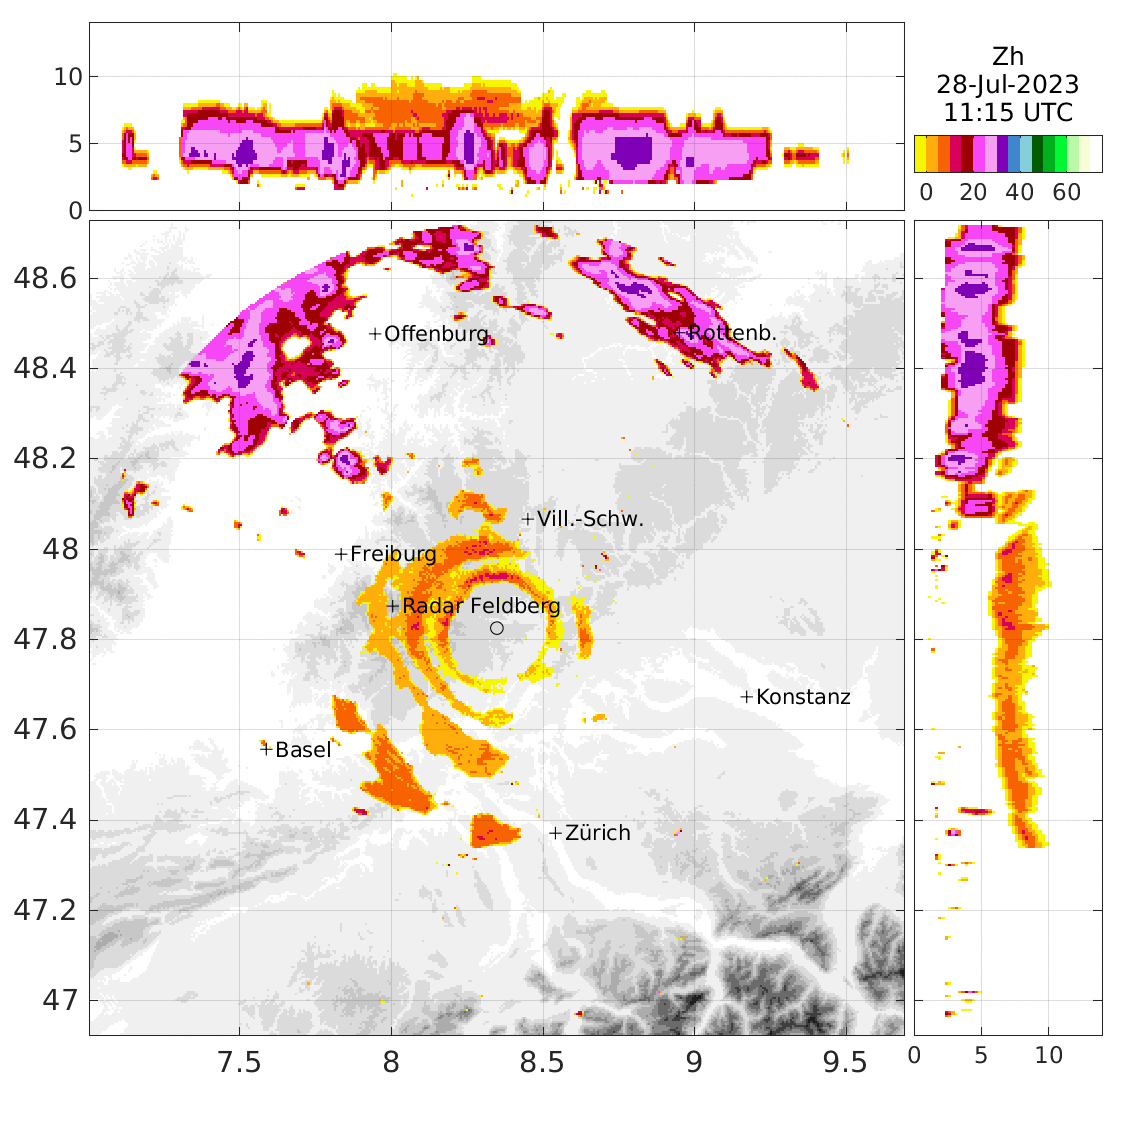 10
5
0
Zh
28-Jul-2023
11:15 UTC
0 20 40 60
48.6
48.4
48.2
48
47.8
47.6
47.4
47.2
47
Offenburg
Rottenb.
Vill.-Schw.
Freiburg
Radar Feldberg
Konstanz
Basel
Zürich
7.5 8 8.5 9 9.5
0 5 10